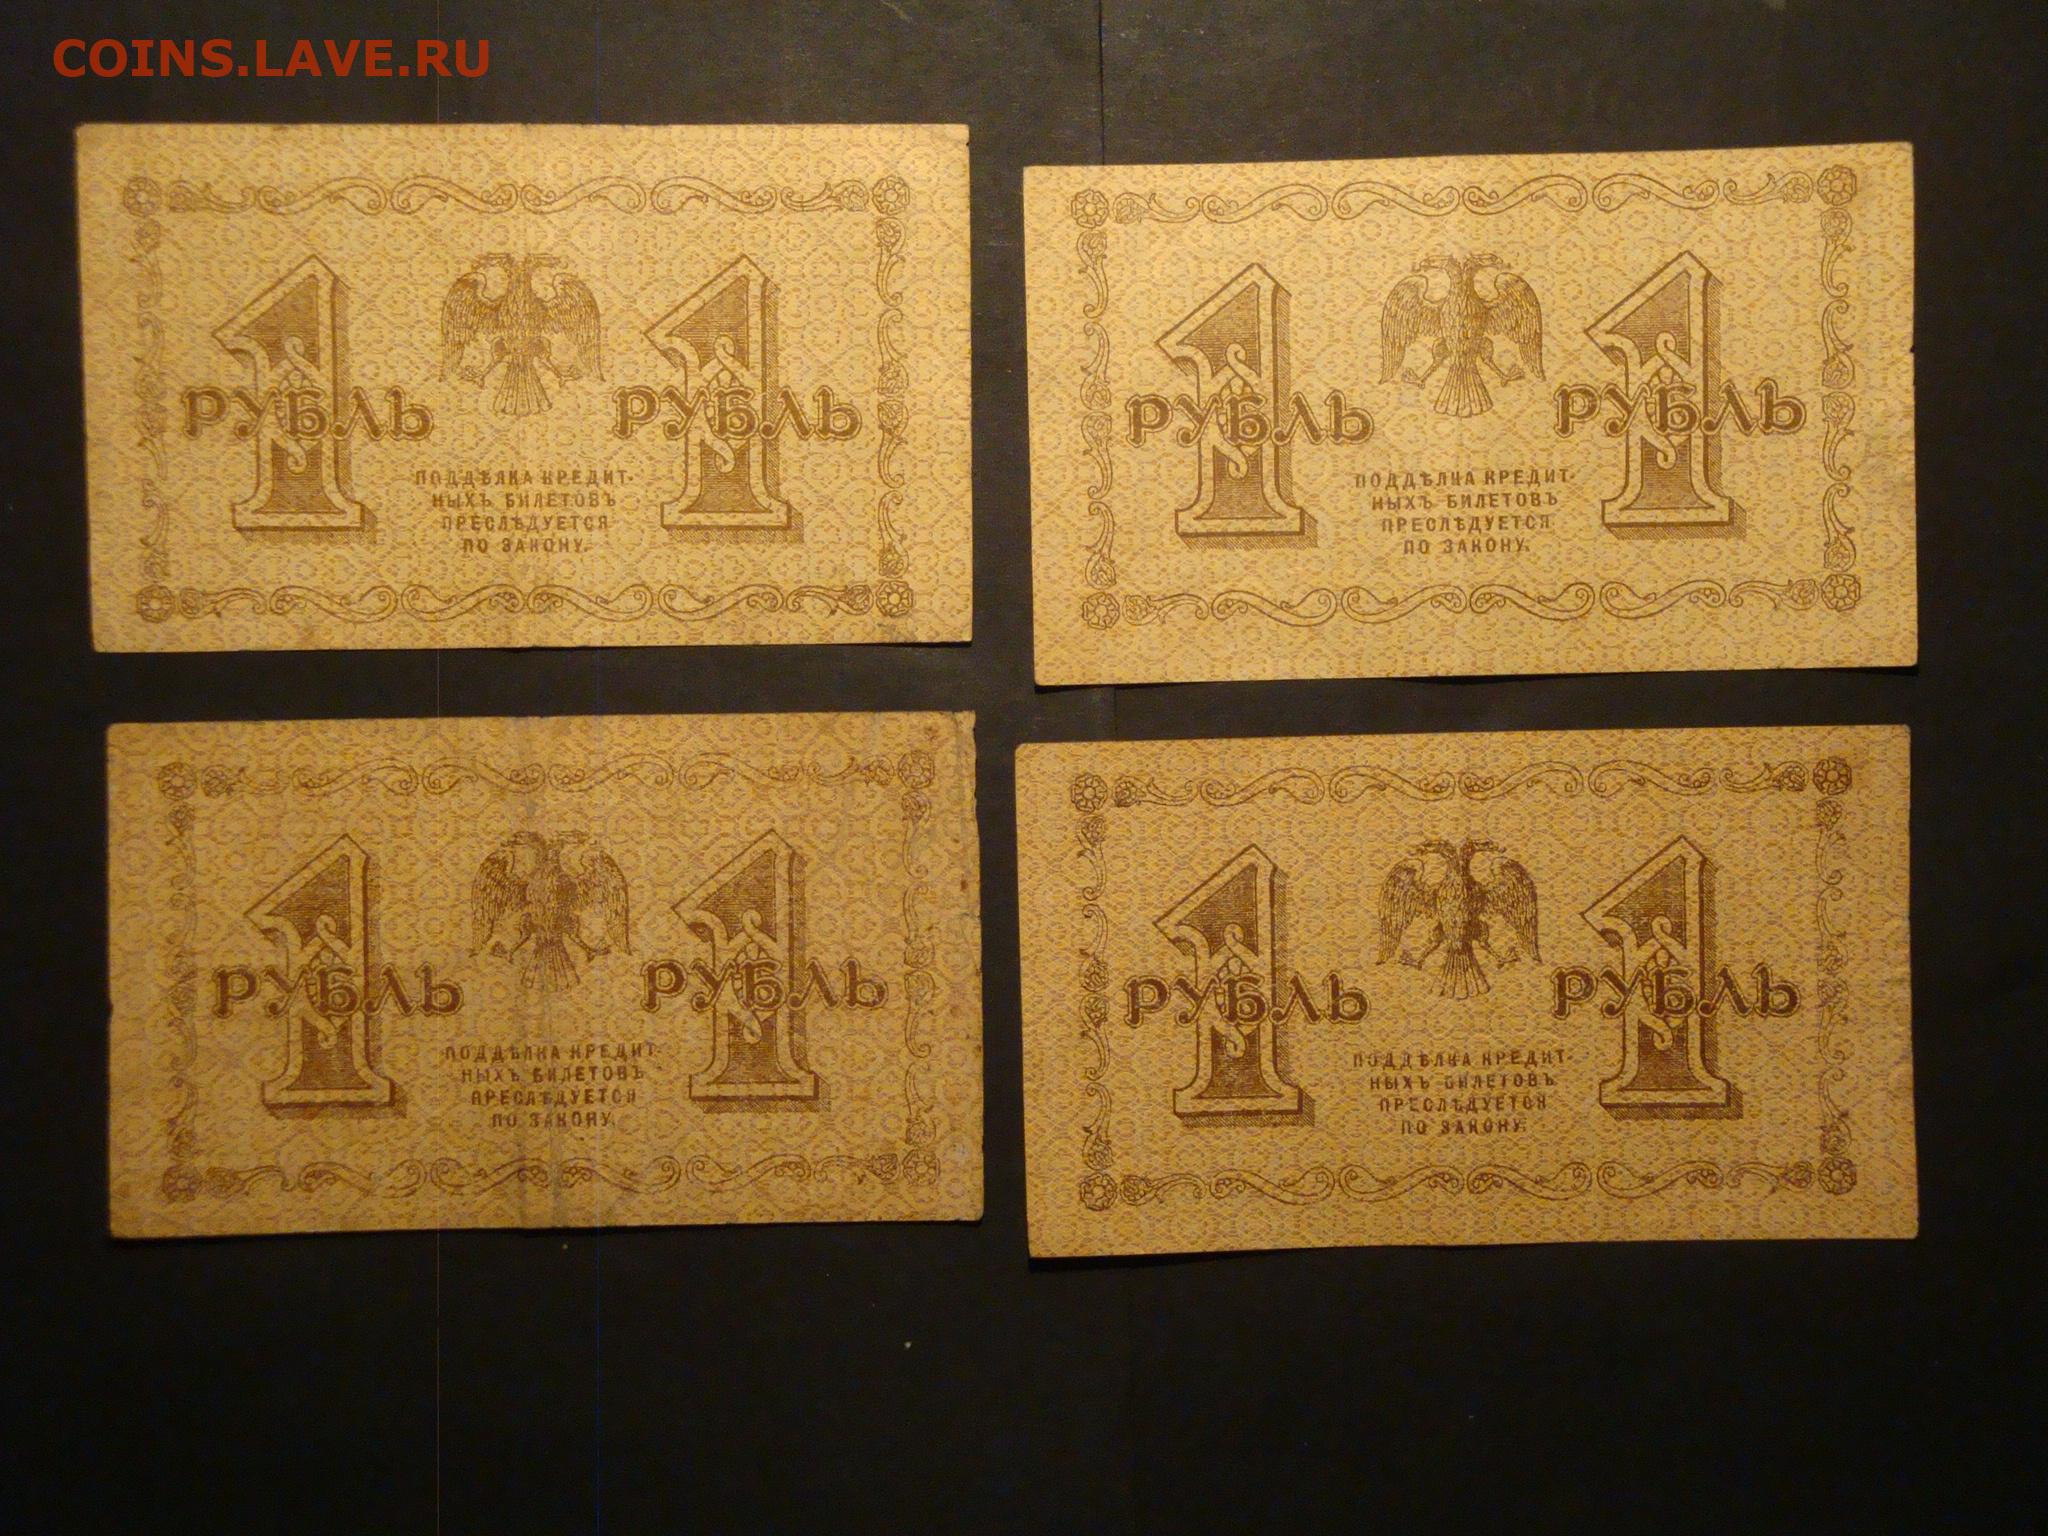 COINS.LAVE.RU
1 1
РУБЛЬ РУБЛЬ
ПОДДѢЛКА КРЕДИТ-
НЫХЪ БИЛЕТОВЪ
ПРЕСЛѢДУЕТСЯ
ПО ЗАКОНУ.
1 1
РУБЛЬ РУБЛЬ
ПОДДѢЛКА КРЕДИТ-
НЫХЪ БИЛЕТОВЪ
ПРЕСЛѢДУЕТСЯ
ПО ЗАКОНУ.
1 1
РУБЛЬ РУБЛЬ
ПОДДѢЛКА КРЕДИТ-
НЫХЪ БИЛЕТОВЪ
ПРЕСЛѢДУЕТСЯ
ПО ЗАКОНУ.
1 1
РУБЛЬ РУБЛЬ
ПОДДѢЛКА КРЕДИТ-
НЫХЪ БИЛЕТОВЪ
ПРЕСЛѢДУЕТСЯ
ПО ЗАКОНУ.